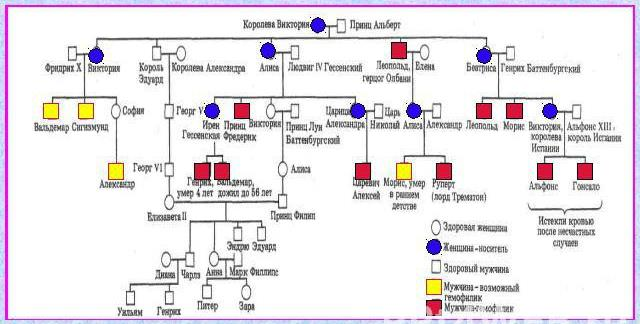 Королева Виктория
Принц Альберт
Фридрих X
Виктория
Король Эдуард
Королева Александра
Алиса
Людвиг IV Гессенский
Леопольд, герцог Олбани
Елена
Беатриса
Генрих Баттенбургский
Вальдемар
Сигизмунд
София
Георг V
Ирен Гессенская
Принц Фредерик
Виктория
Принц Луи Баттенбургский
Царица Александра
Царь Николай
Алиса
Александр
Леопольд
Морис
Виктория, королева Испании
Альфонс XIII, король Испании
Александр
Георг VI
Генрих, умер 4 лет
Вальдемар, дожил до 56 лет
Алиса
Царевич Алексей
Морис, умер в раннем детстве
Руперт (лорд Трематон)
Альфонс
Гонсало
Истекли кровью после несчастных случаев
Елизавета II
Принц Филип
Диана
Чарлз
Эндрю
Эдуард
Анна
Марк Филлипс
Уильям
Генрих
Питер
Зара
Здоровая женщина
Женщина-носитель
Здоровый мужчина
Мужчина-возможный гемофилик
Мужчина-гемофилик